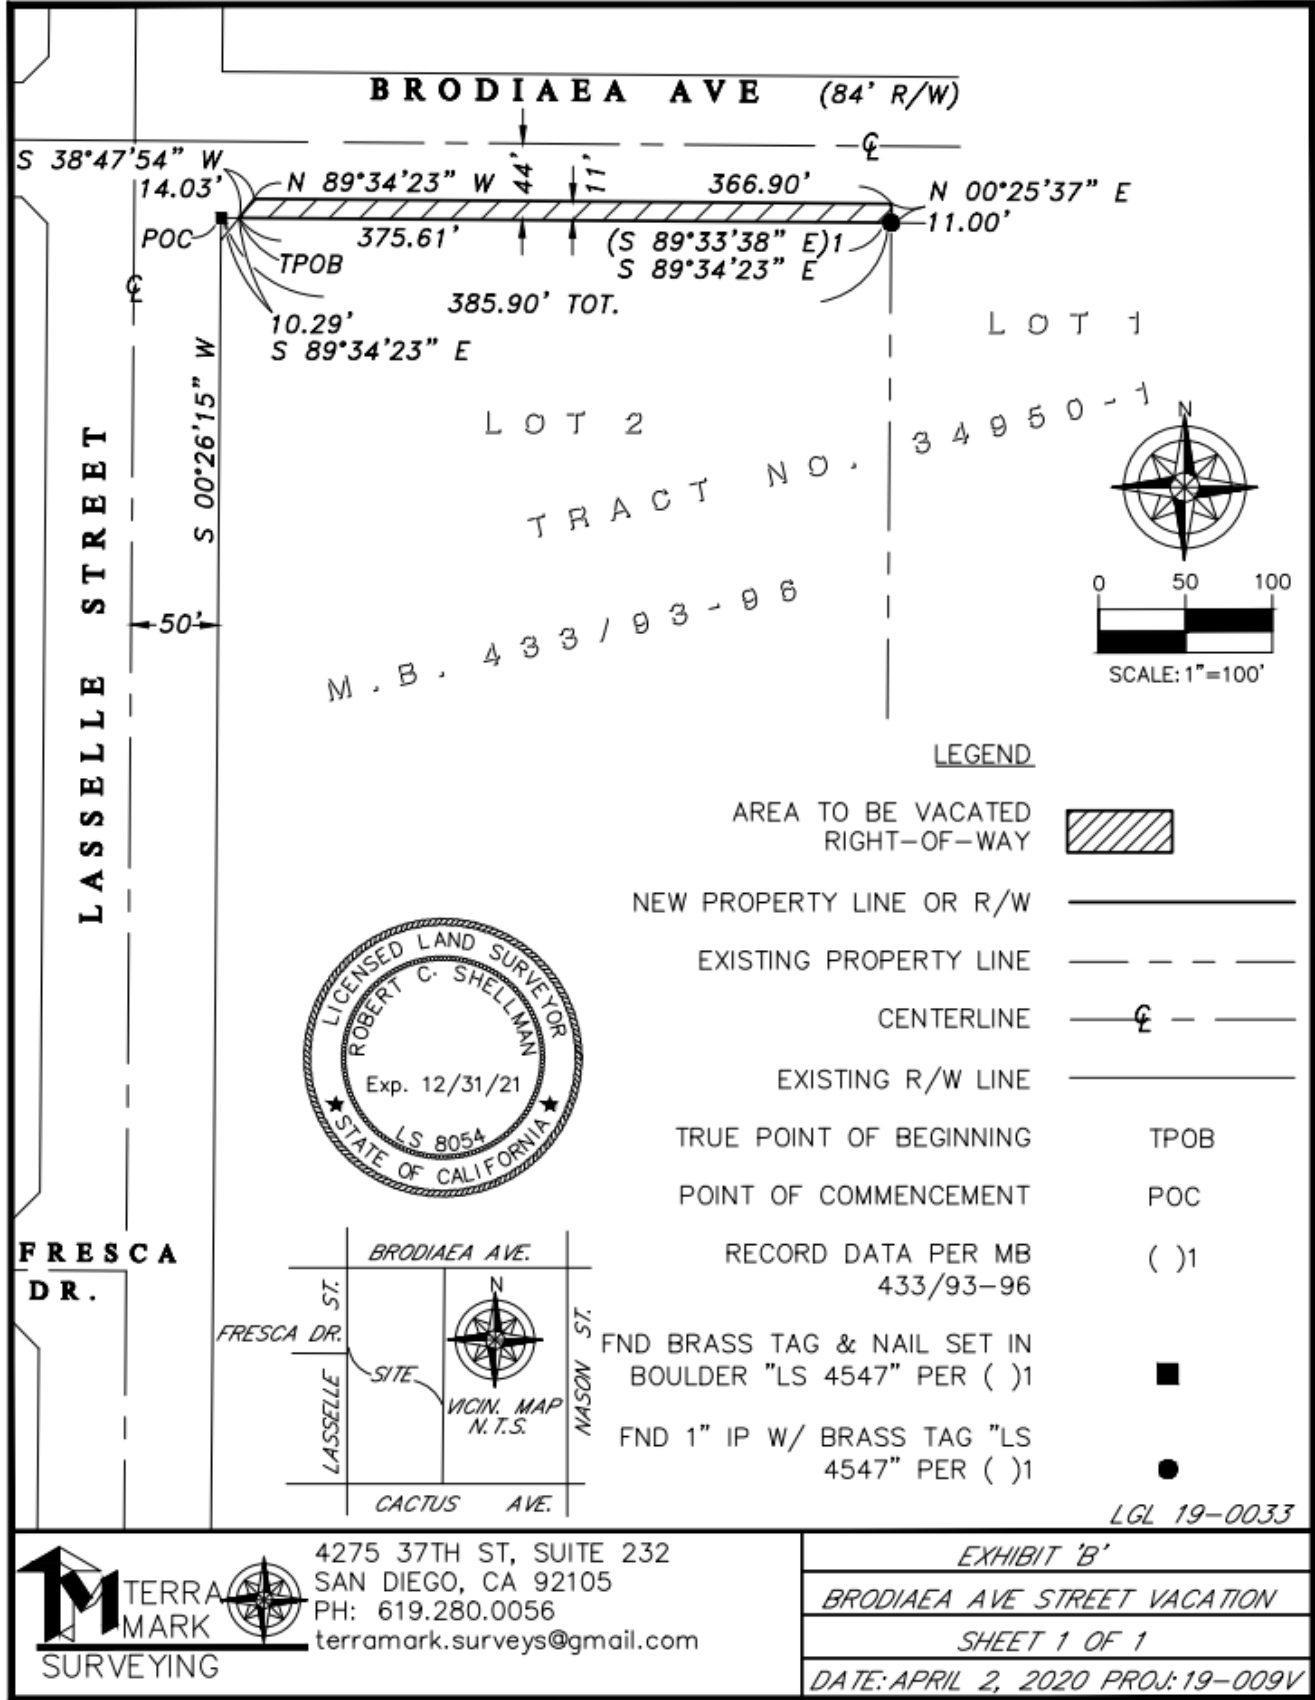 BRODIAEA AVE (84' R/W)
℄
S 38°47'54" W
14.03'
N 89°34'23" W
44'
11'
366.90'
N 00°25'37" E
11.00'
POC
TPOB
375.61'
(S 89°33'38" E)1
S 89°34'23" E
385.90' TOT.
10.29'
S 89°34'23" E
℄
S 00°26'15" W
LOT 1
LOT 2
TRACT NO. 34950-1
M.B. 433/93-96
LASSELLE STREET
50'
N
0 50 100
SCALE: 1"=100'
LEGEND
AREA TO BE VACATED
RIGHT-OF-WAY
NEW PROPERTY LINE OR R/W
EXISTING PROPERTY LINE
CENTERLINE ℄
EXISTING R/W LINE
TRUE POINT OF BEGINNING TPOB
POINT OF COMMENCEMENT POC
RECORD DATA PER MB ( )1
433/93-96
FND BRASS TAG & NAIL SET IN
BOULDER "LS 4547" PER ( )1
FND 1" IP W/ BRASS TAG "LS
4547" PER ( )1
LICENSED LAND SURVEYOR
ROBERT C. SHELLMAN
Exp. 12/31/21
LS 8054
STATE OF CALIFORNIA
FRESCA
DR.
BRODIAEA AVE.
N
LASSELLE ST.
FRESCA DR.
SITE
VICIN. MAP
N.T.S.
NASON ST.
CACTUS AVE.
LGL 19-0033
TM TERRA
MARK
SURVEYING
4275 37TH ST, SUITE 232
SAN DIEGO, CA 92105
PH: 619.280.0056
terramark.surveys@gmail.com
EXHIBIT 'B'
BRODIAEA AVE STREET VACATION
SHEET 1 OF 1
DATE: APRIL 2, 2020 PROJ: 19-009V